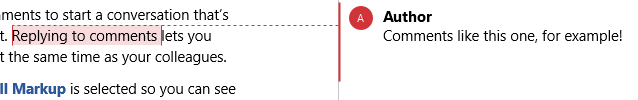 ments to start a conversation that's
t. Replying to comments lets you
t the same time as your colleagues.
ll Markup is selected so you can see
A Author
Comments like this one, for example!